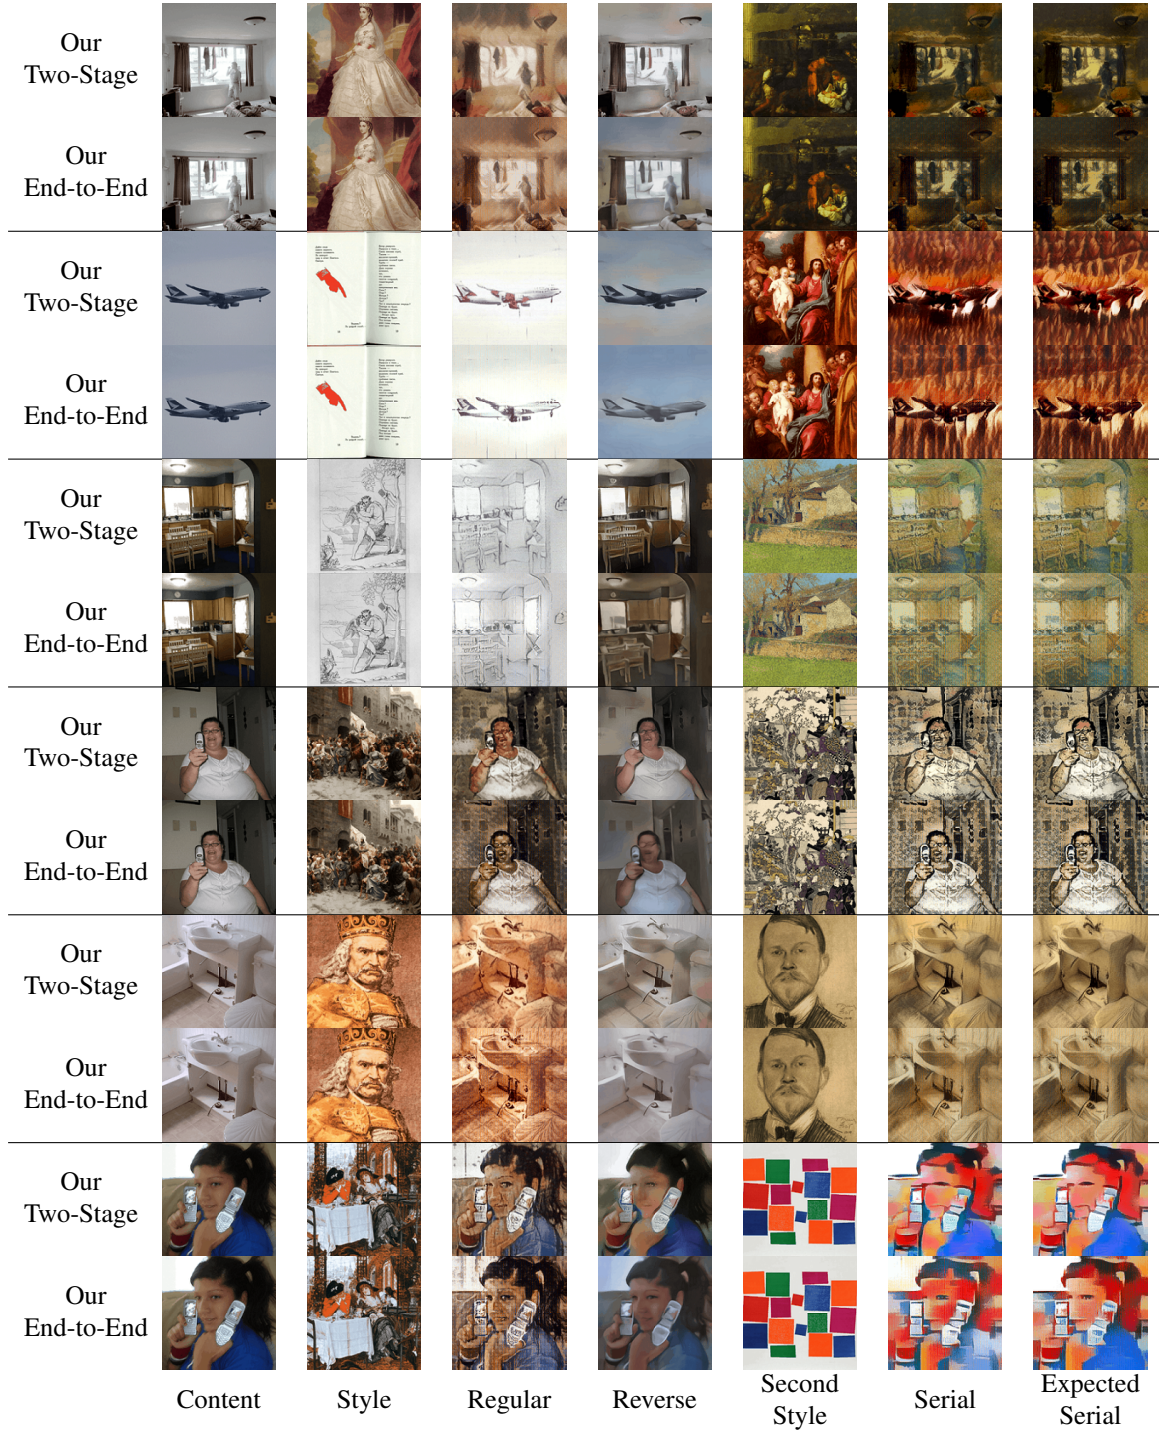 Our
Two-Stage
Our
End-to-End
Our
Two-Stage
Our
End-to-End
Our
Two-Stage
Our
End-to-End
Our
Two-Stage
Our
End-to-End
Our
Two-Stage
Our
End-to-End
Our
Two-Stage
Our
End-to-End
Content
Style
Regular
Reverse
Second
Style
Serial
Expected
Serial